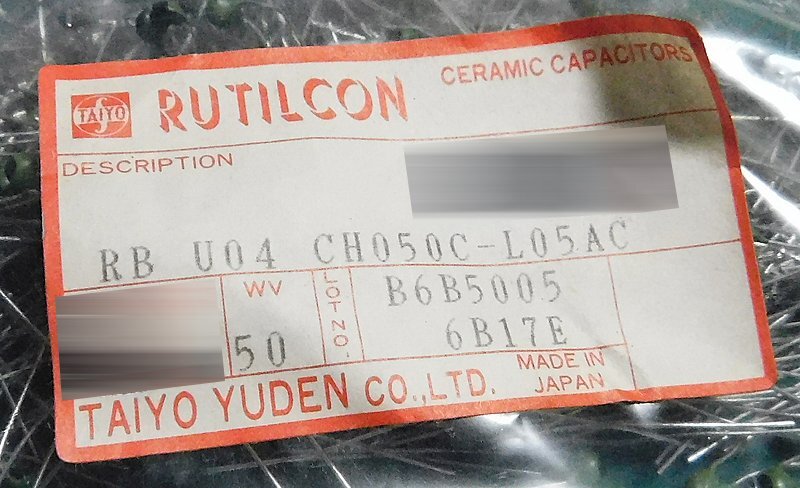 CERAMIC CAPACITORS
TAIYO RUTILCON
DESCRIPTION
RB U04 CH050C-L05AC
WV
50
LOT NO.
B6B5005
6B17E
MADE IN
JAPAN
TAIYO YUDEN CO.,LTD.